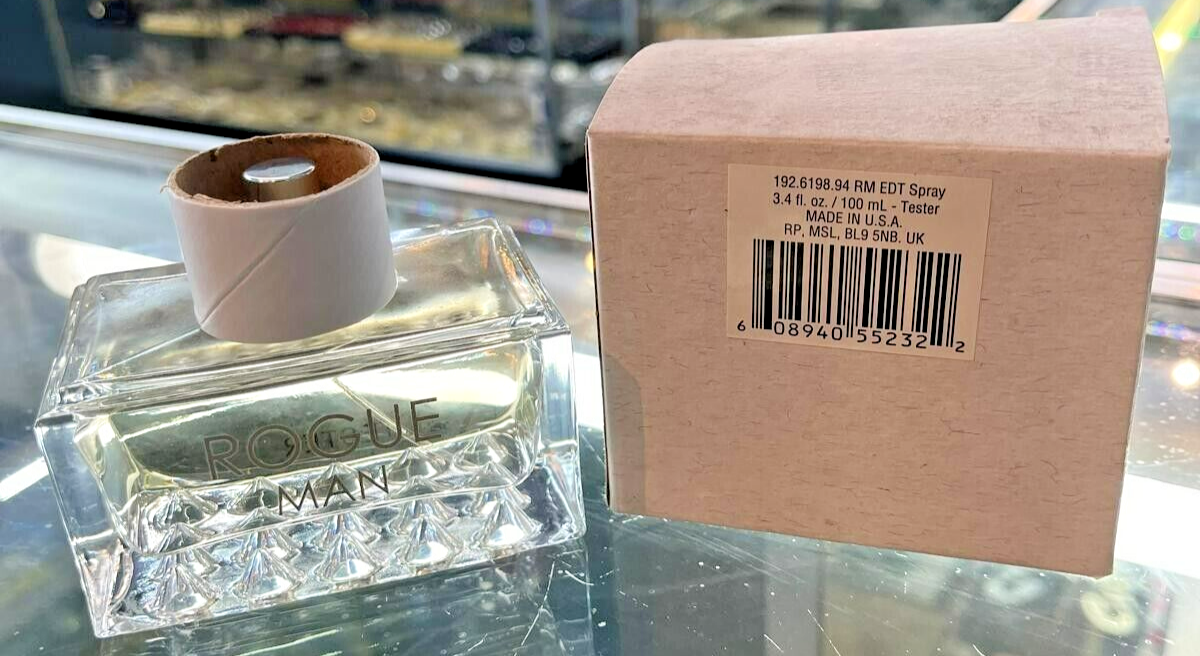 ROGUE
MAN
192.6198.94 RM EDT Spray
3.4 fl. oz. / 100 mL - Tester
MADE IN U.S.A.
RP, MSL, BL9 5NB. UK
6 08940 55232 2